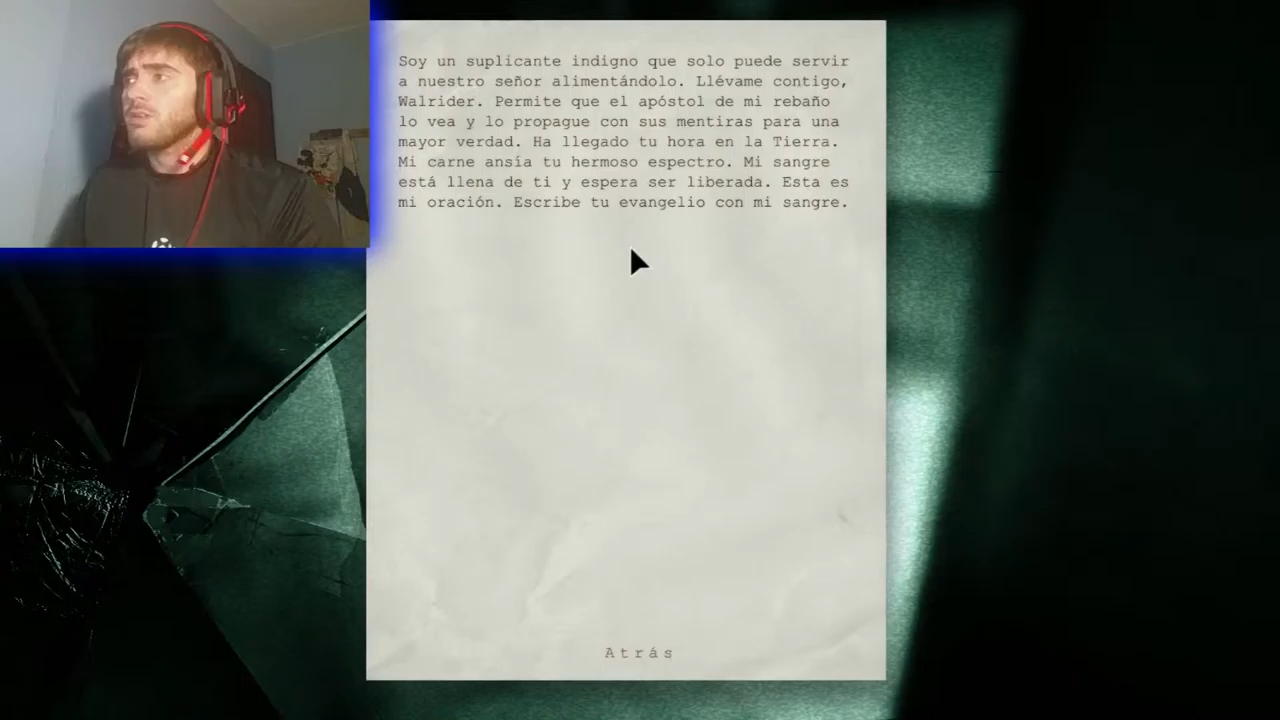 Soy un suplicante indigno que solo puede servir
a nuestro señor alimentándolo. Llévame contigo,
Walrider. Permite que el apóstol de mi rebaño
lo vea y lo propague con sus mentiras para una
mayor verdad. Ha llegado tu hora en la Tierra.
Mi carne ansía tu hermoso espectro. Mi sangre
está llena de ti y espera ser liberada. Esta es
mi oración. Escribe tu evangelio con mi sangre.
Atrás